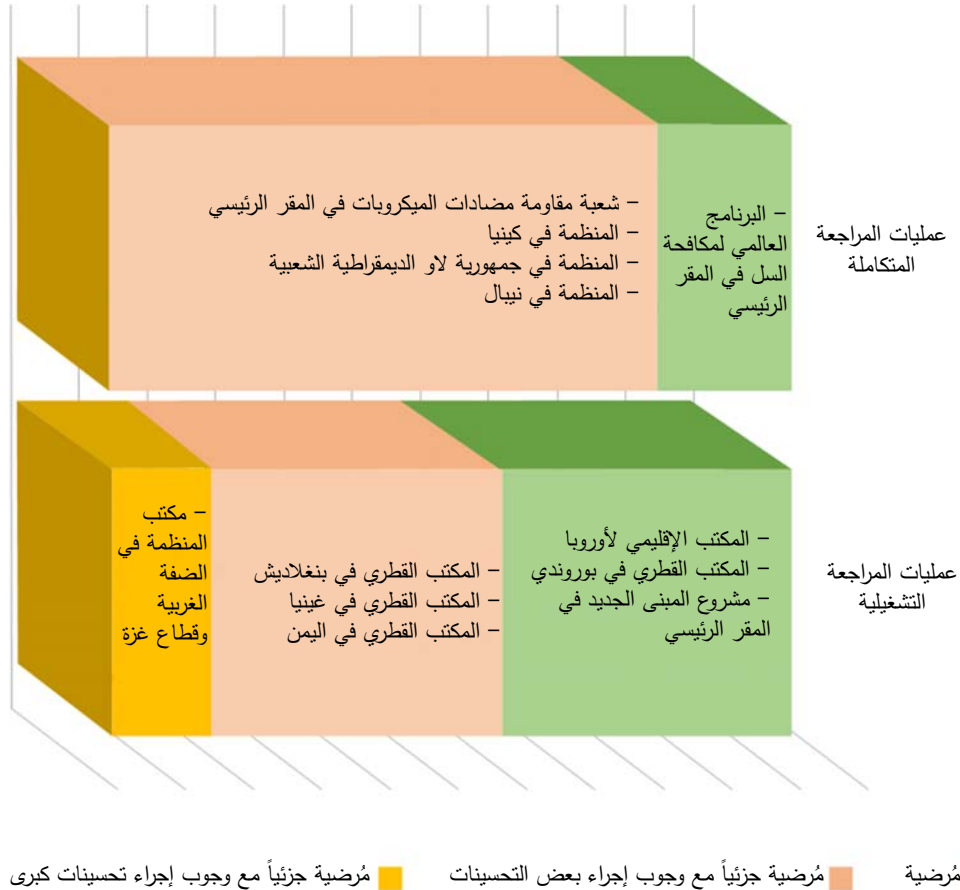 عمليات المراجعة
المتكاملة
– البرنامج
العالمي لمكافحة
السل في المقر
الرئيسي
– شعبة مقاومة مضادات الميكروبات في المقر الرئيسي
– المنظمة في كينيا
– المنظمة في جمهورية لاو الديمقراطية الشعبية
– المنظمة في نيبال
عمليات المراجعة
التشغيلية
– المكتب الإقليمي لأوروبا
– المكتب القطري في بوروندي
– مشروع المبنى الجديد في
المقر الرئيسي
– المكتب القطري في بنغلاديش
– المكتب القطري في غينيا
– المكتب القطري في اليمن
– مكتب
المنظمة في
الضفة
الغربية
وقطاع غزة
مُرضية
مُرضية جزئياً مع وجوب إجراء بعض التحسينات
مُرضية جزئياً مع وجوب إجراء تحسينات كبرى